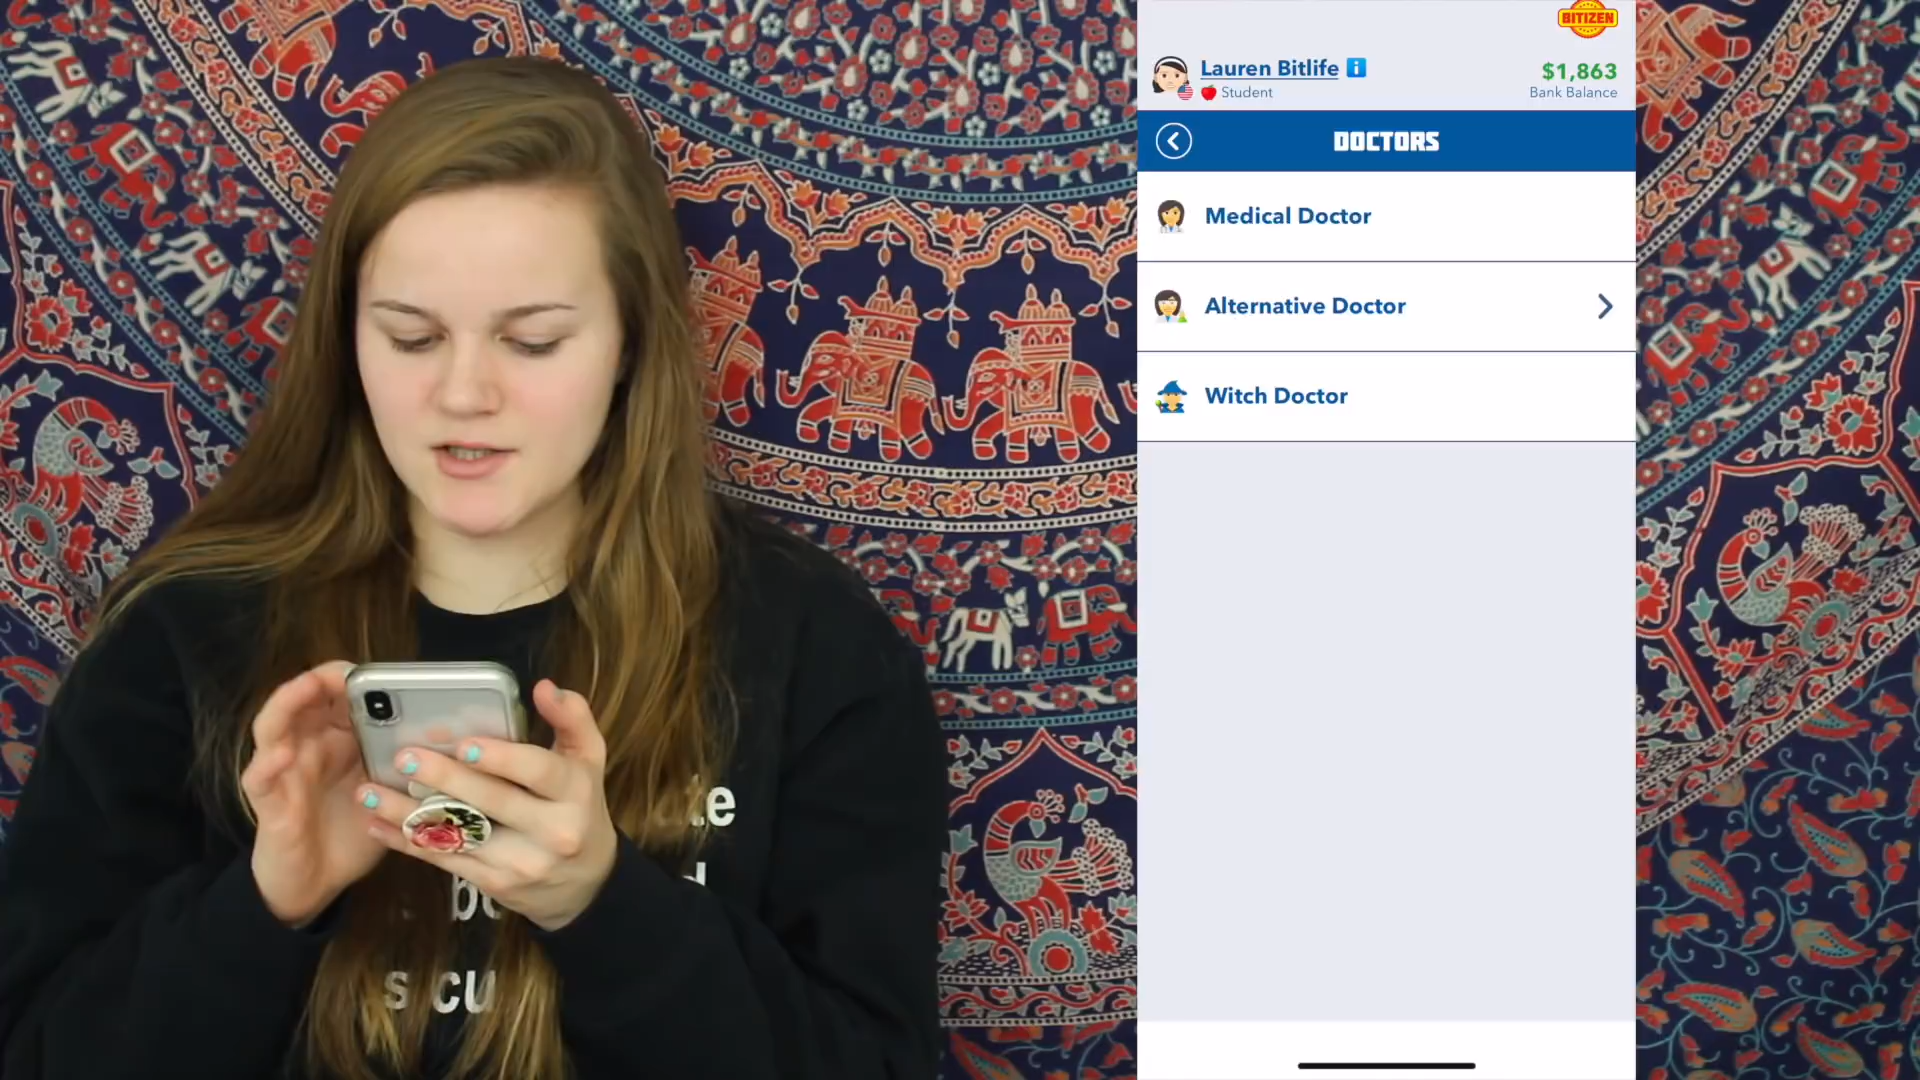 BITIZEN
Lauren Bitlife
$1,863
Student
Bank Balance
DOCTORS
Medical Doctor
Alternative Doctor
Witch Doctor